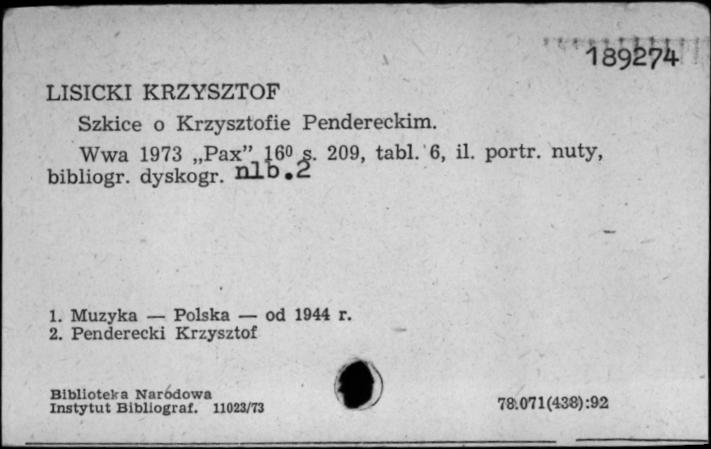 189274
LISICKI KRZYSZTOF
Szkice o Krzysztofie Pendereckim.
Wwa 1973 „Pax” 16⁰ s. 209, tabl. 6, il. portr. nuty,
bibliogr. dyskogr. nlb.2
1. Muzyka — Polska — od 1944 r.
2. Penderecki Krzysztof
Biblioteka Narodowa
Instytut Bibliograf. 11023/73
78.071(438):92